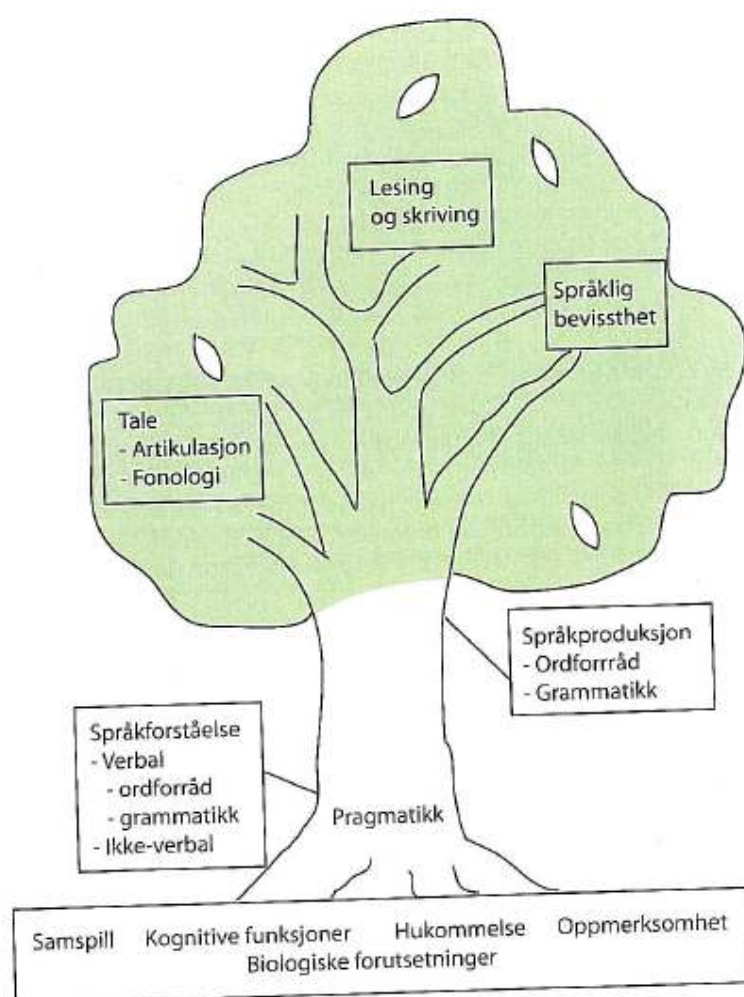 Lesing
og skriving
Språklig
bevissthet
Tale
- Artikulasjon
- Fonologi
Språkproduksjon
- Ordforrråd
- Grammatikk
Språkforståelse
- Verbal
- ordforråd
- grammatikk
- Ikke-verbal
Pragmatikk
Samspill Kognitive funksjoner Hukommelse Oppmerksomhet
Biologiske forutsetninger